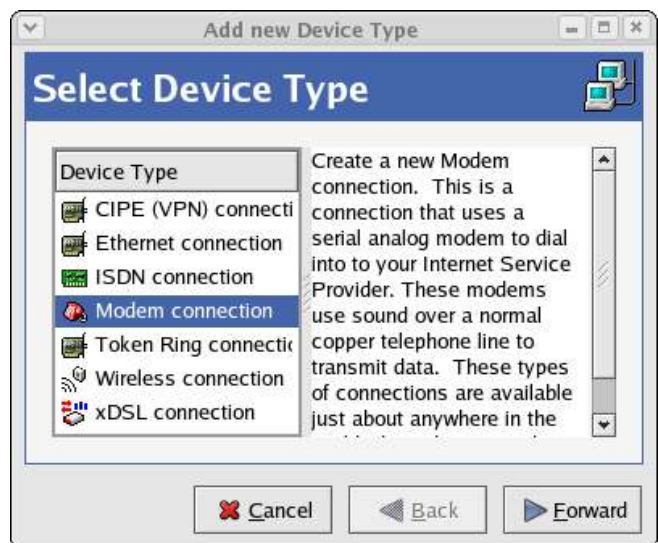 Add new Device Type
Select Device Type
Device Type
CIPE (VPN) connecti
Ethernet connection
ISDN connection
Modem connection
Token Ring connectic
Wireless connection
xDSL connection
Create a new Modem
connection. This is a
connection that uses a
serial analog modem to dial
into to your Internet Service
Provider. These modems
use sound over a normal
copper telephone line to
transmit data. These types
of connections are available
just about anywhere in the
Cancel
Back
Forward